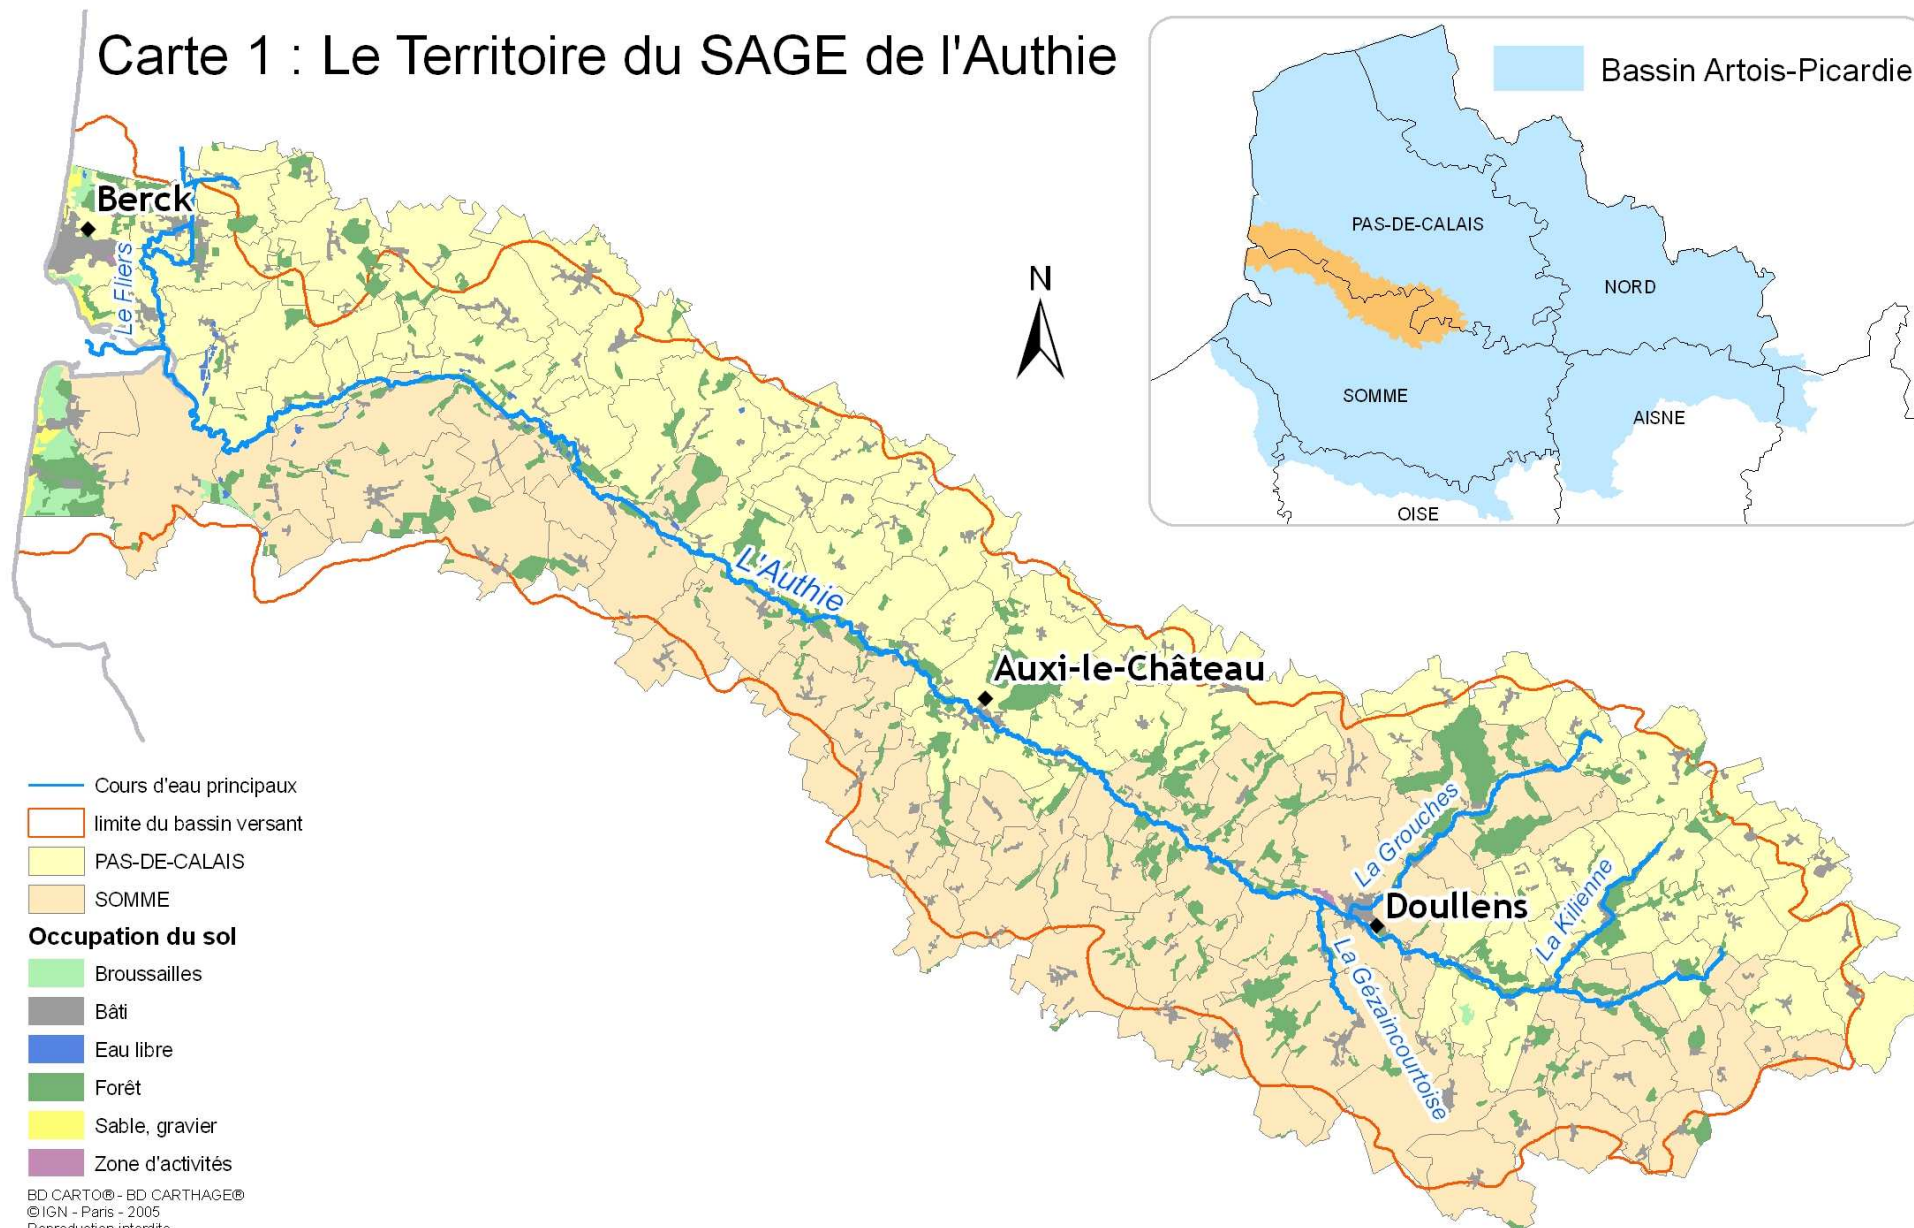 Carte 1 : Le Territoire du SAGE de l'Authie
Bassin Artois-Picardie
PAS-DE-CALAIS
NORD
SOMME
AISNE
OISE
N
Berck
Le Fliers
L'Authie
Auxi-le-Château
La Grouches
Doullens
La Kilienne
La Gézaincourtoise
Cours d'eau principaux
limite du bassin versant
PAS-DE-CALAIS
SOMME
Occupation du sol
Broussailles
Bâti
Eau libre
Forêt
Sable, gravier
Zone d'activités
BD CARTO® - BD CARTHAGE®
©IGN - Paris - 2005
Reproduction interdite